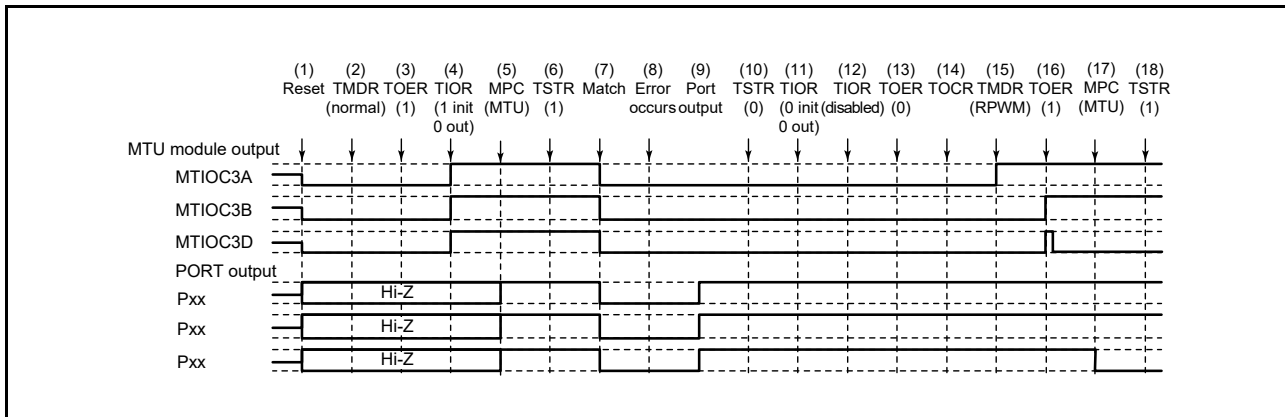 (1) (2) (3) (4) (5) (6) (7) (8) (9) (10) (11) (12) (13) (14) (15) (16) (17) (18)
Reset TMDR TOER TIOR MPC TSTR Match Error Port TSTR TIOR TIOR TOER TOCR TMDR TOER MPC TSTR
(normal) (1) (1 init (MTU) (1) occurs output (0) (0 init (disabled) (0) (RPWM) (1) (MTU) (1)
0 out) 0 out)
MTU module output
MTIOC3A
MTIOC3B
MTIOC3D
PORT output
Pxx Hi-Z
Pxx Hi-Z
Pxx Hi-Z